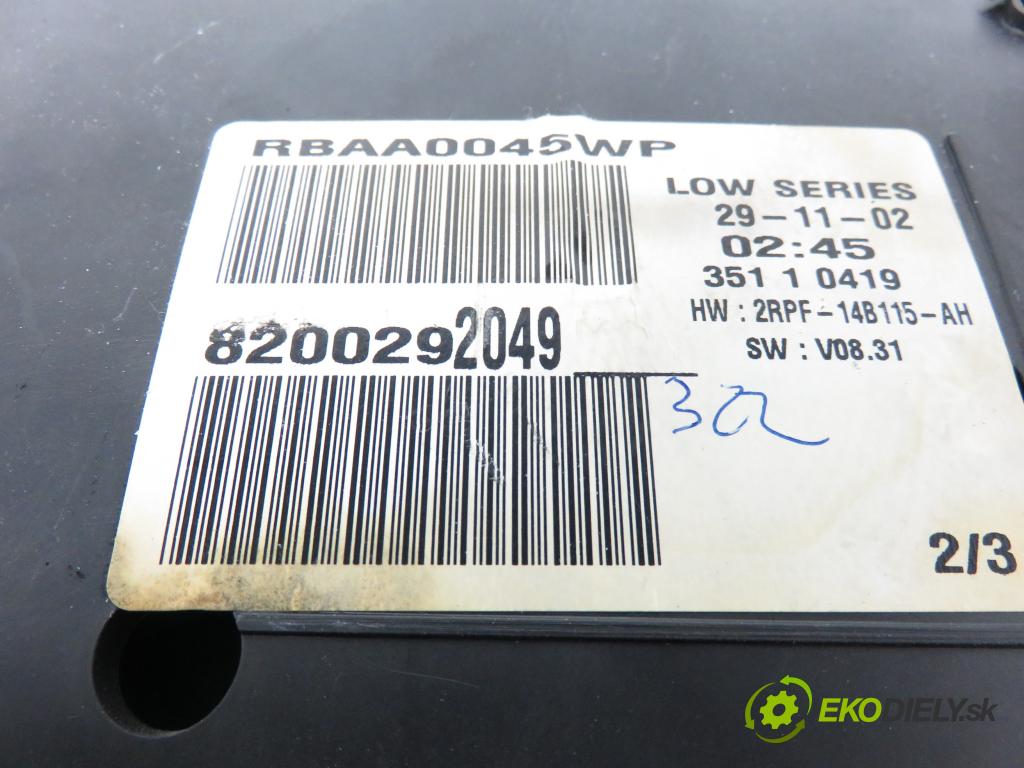 RBAA0045WP
LOW SERIES
29-11-02
02:45
351 1 0419
HW : 2RPF-14B115-AH
SW : V08.31
8200292049
2/3
EKODIELY.sk